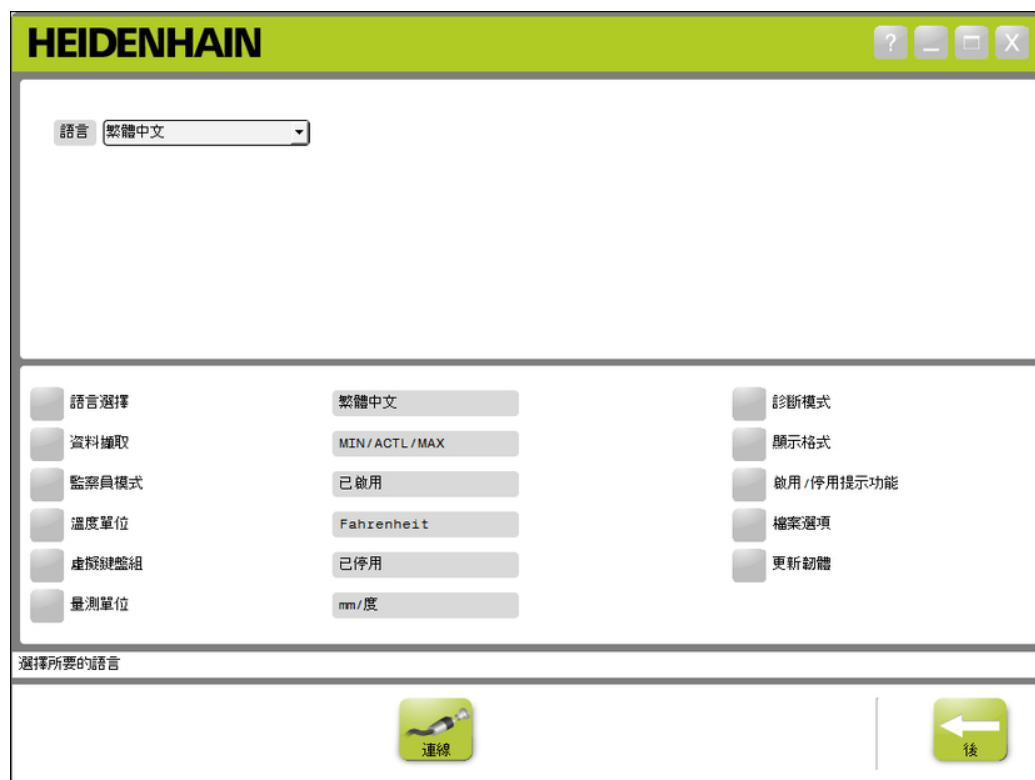 HEIDENHAIN
? _ X
語言 繁體中文
語言選擇 繁體中文 診斷模式
資料擷取 MIN/ACTL/MAX 顯示格式
監察員模式 已啟用 啟用/停用提示功能
溫度單位 Fahrenheit 檔案選項
虛擬鍵盤組 已停用 更新韌體
量測單位 mm/度
選擇所要的語言
連線 後